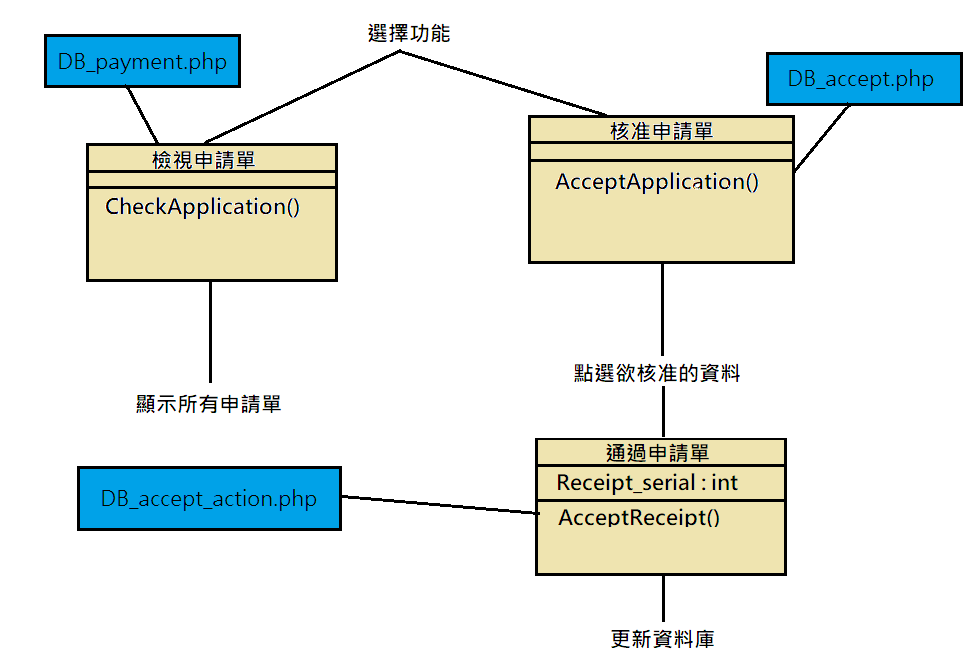 選擇功能
DB_payment.php
DB_accept.php
檢視申請單
CheckApplication()
核准申請單
AcceptApplication()
顯示所有申請單
點選欲核准的資料
通過申請單
Receipt_serial : int
AcceptReceipt()
DB_accept_action.php
更新資料庫